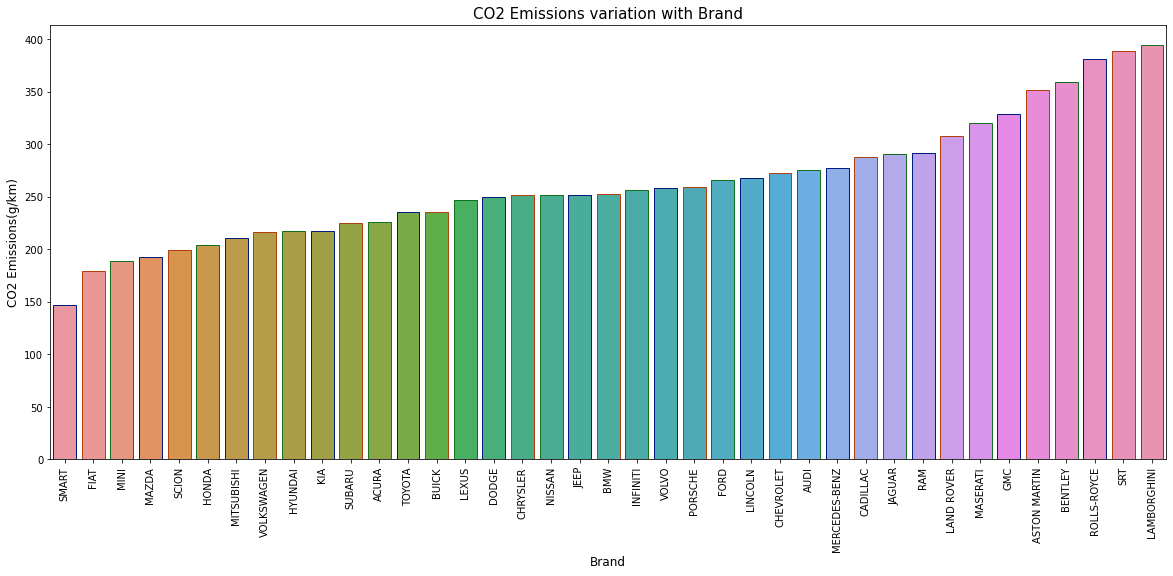 CO2 Emissions variation with Brand
CO2 Emissions(g/km)
400
350
300
250
200
150
100
50
0
SMART
FIAT
MINI
MAZDA
SCION
HONDA
MITSUBISHI
VOLKSWAGEN
HYUNDAI
KIA
SUBARU
ACURA
TOYOTA
BUICK
LEXUS
DODGE
CHRYSLER
NISSAN
JEEP
BMW
INFINITI
VOLVO
PORSCHE
FORD
LINCOLN
CHEVROLET
AUDI
MERCEDES-BENZ
CADILLAC
JAGUAR
RAM
LAND ROVER
MASERATI
GMC
ASTON MARTIN
BENTLEY
ROLLS-ROYCE
SRT
LAMBORGHINI
Brand